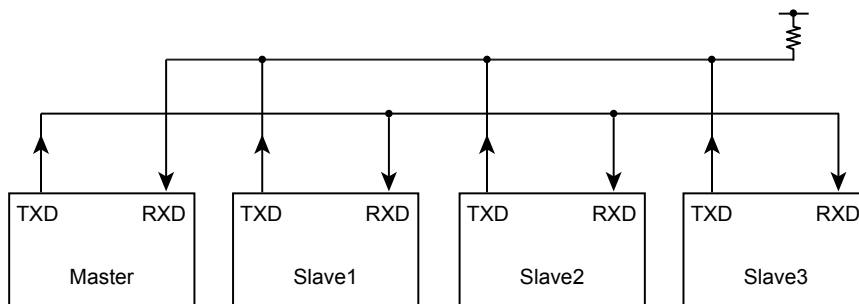 TXD RXD TXD RXD TXD RXD TXD RXD
Master Slave1 Slave2 Slave3